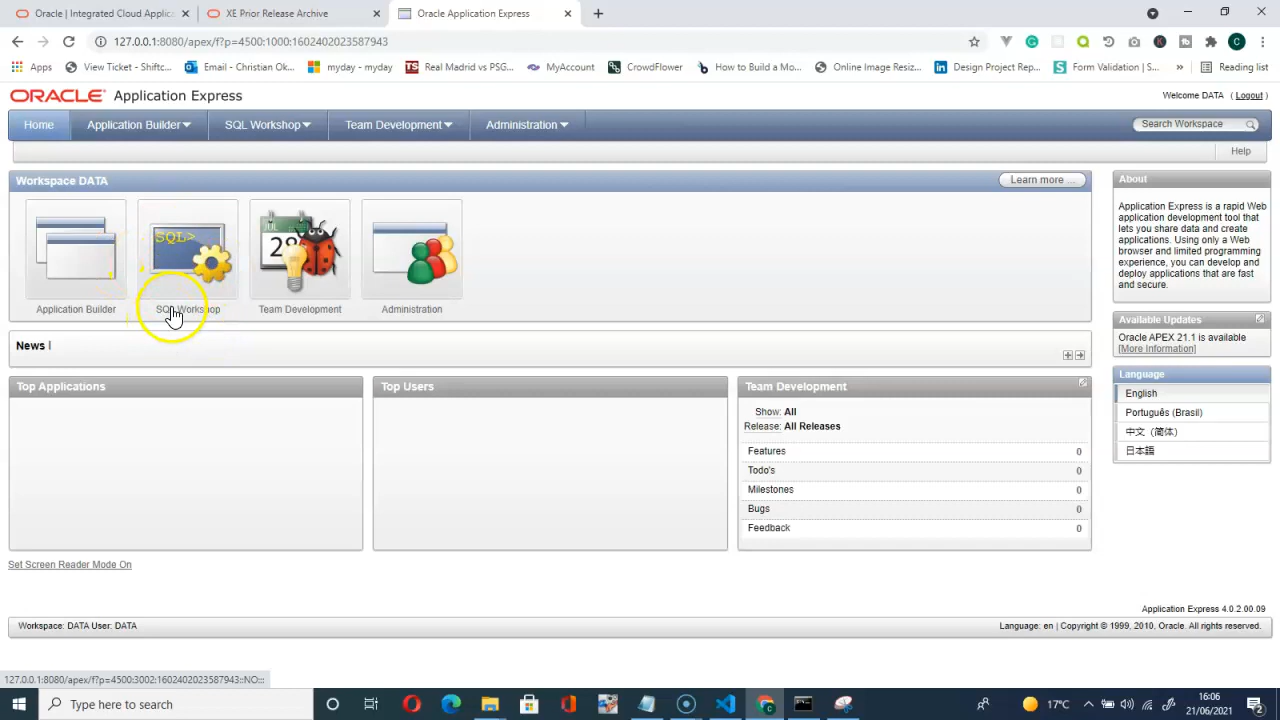 Oracle | Integrated Cloud Applic
XE Prior Release Archive
Oracle Application Express
127.0.0.1:8080/apex/f?p=4500:1000:1602402023587943
Apps
View Ticket - Shiftc...
Email - Christian Ok...
myday - myday
Real Madrid vs PSG...
MyAccount
CrowdFlower
How to Build a Mo...
Online Image Resiz...
Design Project Rep...
Form Validation | S...
»
Reading list
ORACLE Application Express
Welcome DATA ( Logout )
Home
Application Builder
SQL Workshop
Team Development
Administration
Search Workspace
Help
Workspace DATA
Learn more ...
SQL>
JUL
28
Application Builder
SQL Workshop
Team Development
Administration
About
Application Express is a rapid Web
application development tool that
lets you share data and create
applications. Using only a Web
browser and limited programming
experience, you can develop and
deploy applications that are fast
and secure.
Available Updates
Oracle APEX 21.1 is available
[More Information]
News
Language
English
Português (Brasil)
中文（简体）
日本語
Top Applications
Top Users
Team Development
Show: All
Release: All Releases
Features 0
Todo's 0
Milestones 0
Bugs 0
Feedback 0
Set Screen Reader Mode On
Application Express 4.0.2.00.09
Workspace: DATA User: DATA
Language: en | Copyright © 1999, 2010, Oracle. All rights reserved.
127.0.0.1:8080/apex/f?p=4500:3002:1602402023587943::NO:::
Type here to search
17°C
16:06
21/06/2021
2